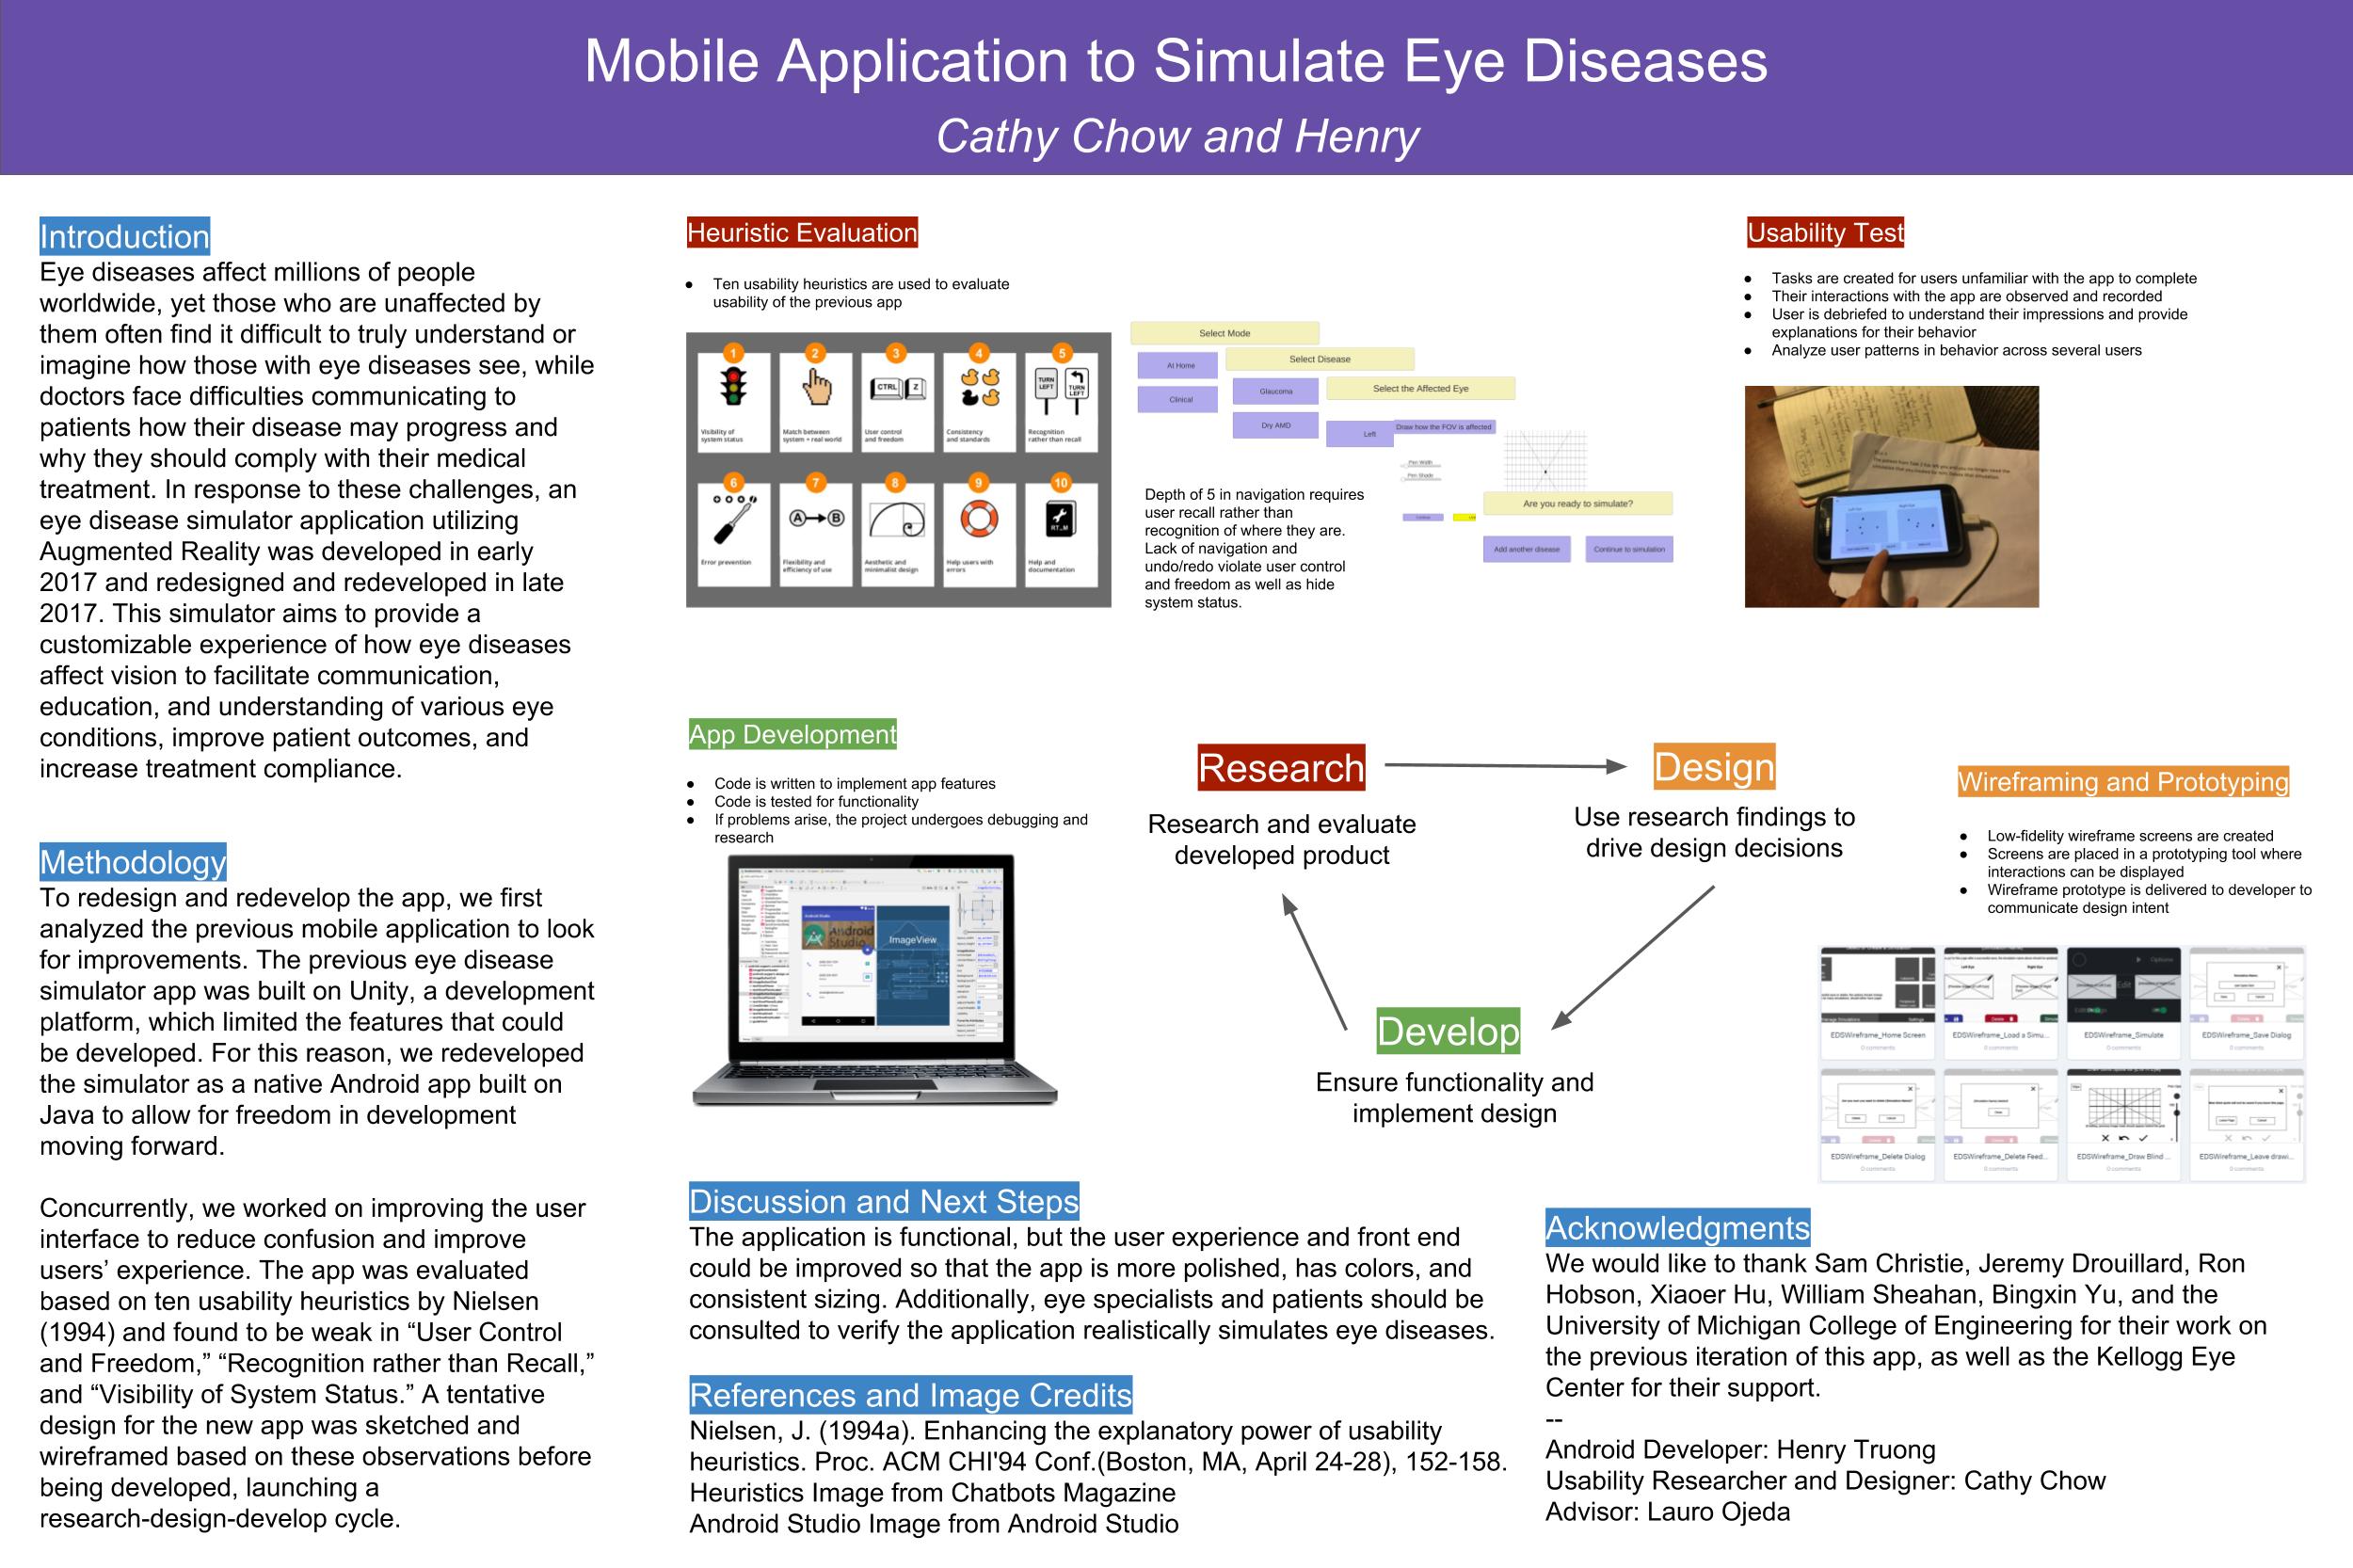 Mobile Application to Simulate Eye Diseases
Cathy Chow and Henry
Introduction
Eye diseases affect millions of people
worldwide, yet those who are unaffected by
them often find it difficult to truly understand or
imagine how those with eye diseases see, while
doctors face difficulties communicating to
patients how their disease may progress and
why they should comply with their medical
treatment. In response to these challenges, an
eye disease simulator application utilizing
Augmented Reality was developed in early
2017 and redesigned and redeveloped in late
2017. This simulator aims to provide a
customizable experience of how eye diseases
affect vision to facilitate communication,
education, and understanding of various eye
conditions, improve patient outcomes, and
increase treatment compliance.
Methodology
To redesign and redevelop the app, we first
analyzed the previous mobile application to look
for improvements. The previous eye disease
simulator app was built on Unity, a development
platform, which limited the features that could
be developed. For this reason, we redeveloped
the simulator as a native Android app built on
Java to allow for freedom in development
moving forward.
Concurrently, we worked on improving the user
interface to reduce confusion and improve
users’ experience. The app was evaluated
based on ten usability heuristics by Nielsen
(1994) and found to be weak in “User Control
and Freedom,” “Recognition rather than Recall,”
and “Visibility of System Status.” A tentative
design for the new app was sketched and
wireframed based on these observations before
being developed, launching a
research-design-develop cycle.
Heuristic Evaluation
● Ten usability heuristics are used to evaluate
usability of the previous app
1
2
3
4
5
CTRL Z
TURN LEFT
TURN LEFT
Visibility of
system status
Match between
system + real world
User control
and freedom
Consistency
and standards
Recognition
rather than recall
6
7
8
9
10
A B
RT_M
Error prevention
Flexibility and
efficiency of use
Aesthetic and
minimalist design
Help users with
errors
Help and
documentation
Select Mode
At Home
Clinical
Select Disease
Glaucoma
Dry AMD
Select the Affected Eye
Left
Draw how the FOV is affected
Pen Width
Pen Shade
Are you ready to simulate?
Add another disease
Continue to simulation
Depth of 5 in navigation requires
user recall rather than
recognition of where they are.
Lack of navigation and
undo/redo violate user control
and freedom as well as hide
system status.
Usability Test
● Tasks are created for users unfamiliar with the app to complete
● Their interactions with the app are observed and recorded
● User is debriefed to understand their impressions and provide
explanations for their behavior
● Analyze user patterns in behavior across several users
App Development
● Code is written to implement app features
● Code is tested for functionality
● If problems arise, the project undergoes debugging and
research
Android Studio
Android
Studio
ImageView
Research
Research and evaluate
developed product
Design
Use research findings to
drive design decisions
Develop
Ensure functionality and
implement design
Wireframing and Prototyping
● Low-fidelity wireframe screens are created
● Screens are placed in a prototyping tool where
interactions can be displayed
● Wireframe prototype is delivered to developer to
communicate design intent
Left Eye
Right Eye
Options
Edit
Manage Simulations
Settings
EDSWireframe_Home Screen
0 comments
EDSWireframe_Load a Simu...
0 comments
EDSWireframe_Simulate
0 comments
EDSWireframe_Save Dialog
0 comments
EDSWireframe_Delete Dialog
0 comments
EDSWireframe_Delete Feed...
0 comments
EDSWireframe_Draw Blind ...
0 comments
EDSWireframe_Leave drawi...
0 comments
Discussion and Next Steps
The application is functional, but the user experience and front end
could be improved so that the app is more polished, has colors, and
consistent sizing. Additionally, eye specialists and patients should be
consulted to verify the application realistically simulates eye diseases.
References and Image Credits
Nielsen, J. (1994a). Enhancing the explanatory power of usability
heuristics. Proc. ACM CHI'94 Conf.(Boston, MA, April 24-28), 152-158.
Heuristics Image from Chatbots Magazine
Android Studio Image from Android Studio
Acknowledgments
We would like to thank Sam Christie, Jeremy Drouillard, Ron
Hobson, Xiaoer Hu, William Sheahan, Bingxin Yu, and the
University of Michigan College of Engineering for their work on
the previous iteration of this app, as well as the Kellogg Eye
Center for their support.
--
Android Developer: Henry Truong
Usability Researcher and Designer: Cathy Chow
Advisor: Lauro Ojeda